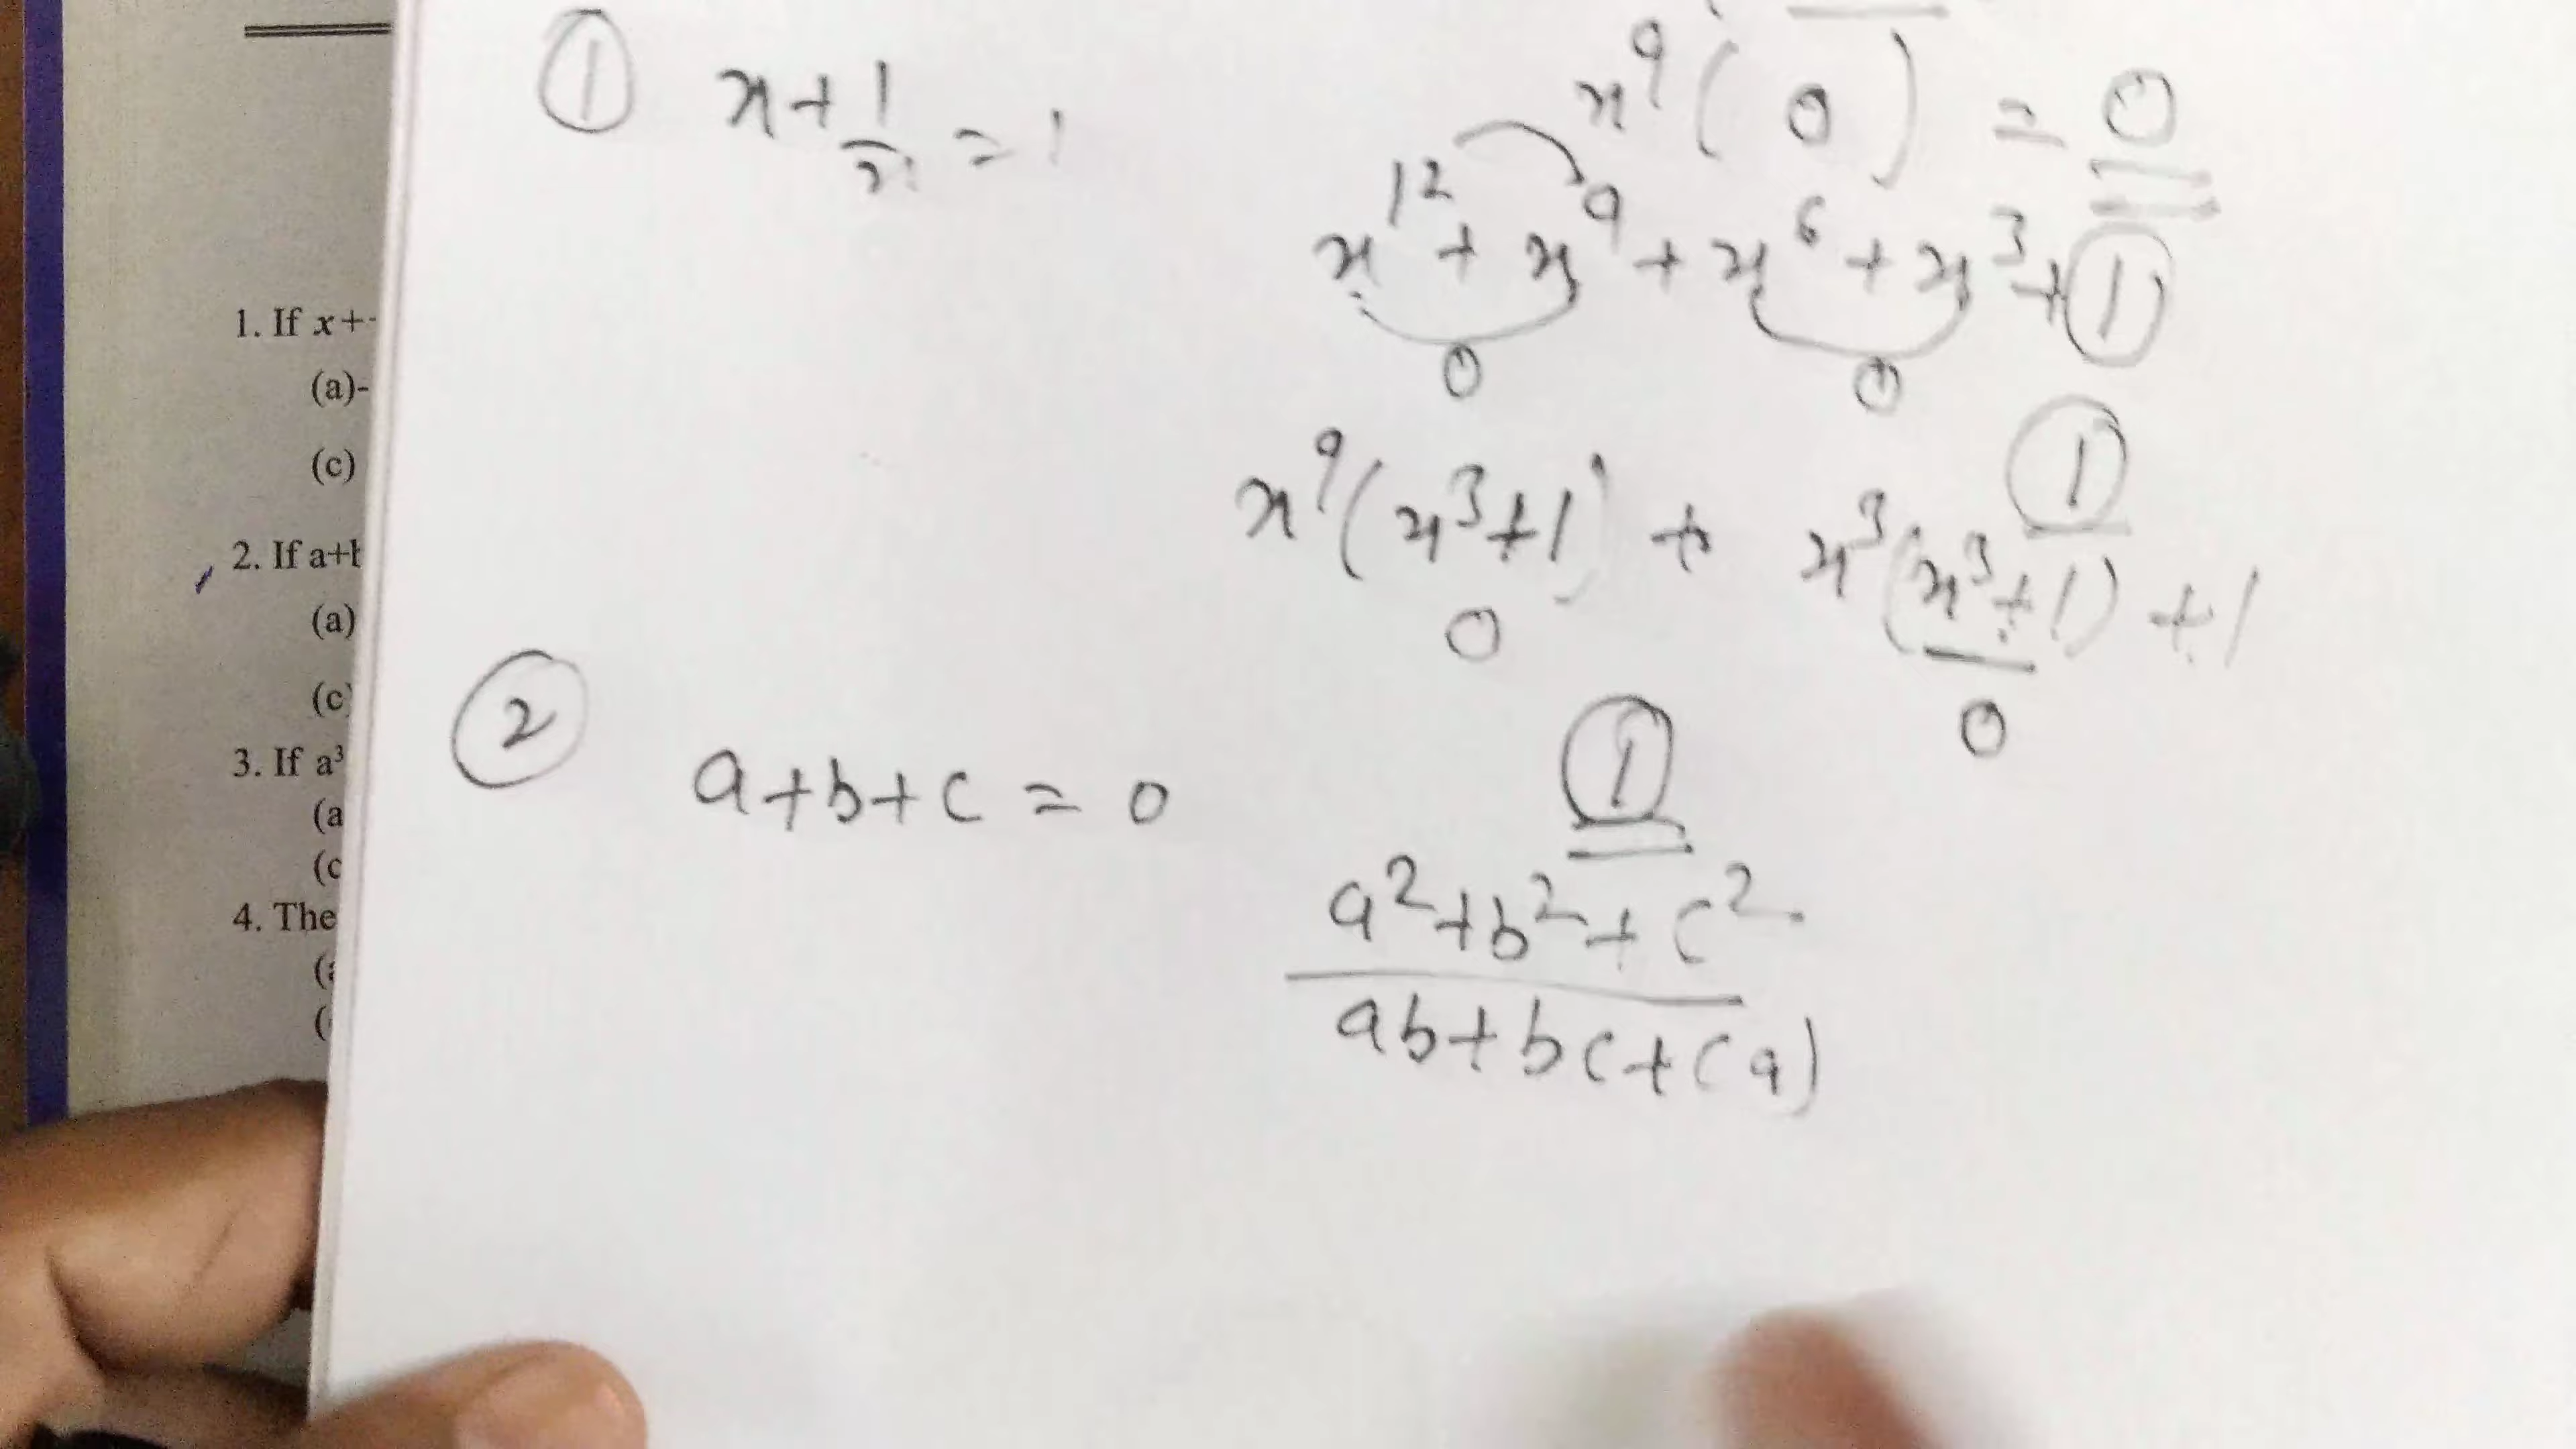 ① x + 1/x = 1
x⁹ ( 0 ) = 0
x¹² + x⁹ + x⁶ + x³ + ①
0 0
①
x⁹(x³+1) + x³(x³+1) + 1
0
0
② a+b+c = 0
①
a²+b²+c²
ab+bc+ca)
1. If x+
(a)-
(c)
2. If a+b
(a)
(c)
3. If a³
(a
(c
4. The
(a
(